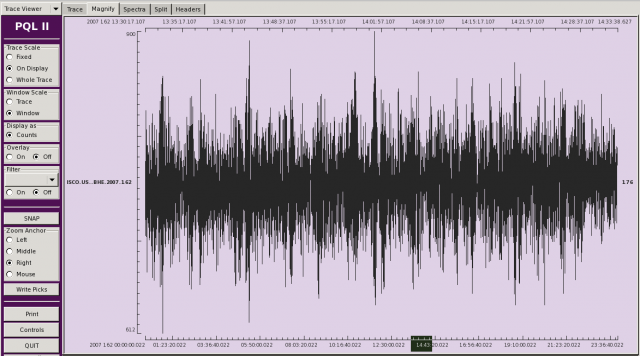 Trace Viewer
Trace Magnify Spectra Split Headers
PQL II
2007 162 13:30:17.107 13:35:17.107 13:41:57.107 13:48:37.107 13:55:17.107 14:01:57.107 14:08:37.107 14:15:17.107 14:21:57.107 14:28:37.107 14:33:38.627
Trace Scale
Fixed
On Display
Whole Trace
Window Scale
Trace
Window
Display as
Counts
Overlay
On Off
Filter
On Off
SNAP
Zoom Anchor
Left
Middle
Right
Mouse
Write Picks
Print
Controls
QUIT
ISCO.US..BHE.2007.162
176
612
2007 162 00:00:00.022 01:23:20.022 03:36:40.022 05:50:00.022 08:03:20.022 10:16:40.022 12:30:00.022 14:43 16:56:40.022 19:10:00.022 21:23:20.022 23:36:40.022